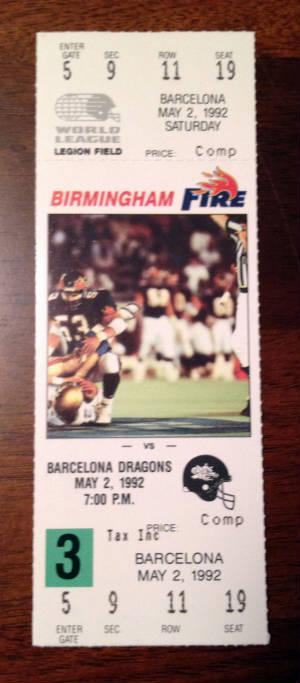 ENTER GATE SEC ROW SEAT
5 9 11 19
WORLD LEAGUE
LEGION FIELD
BARCELONA
MAY 2, 1992
SATURDAY
PRICE: Comp
BIRMINGHAM FIRE
53
— VS —
BARCELONA DRAGONS
MAY 2, 1992
7:00 P.M.
Comp
PRICE:
Tax Inc
3
BARCELONA
MAY 2, 1992
5 9 11 19
ENTER GATE SEC. ROW SEAT